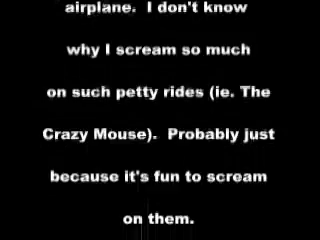 airplane.  I don't know
why I scream so much
on such petty rides (ie. The
Crazy Mouse).  Probably just
because it's fun to scream
on them.